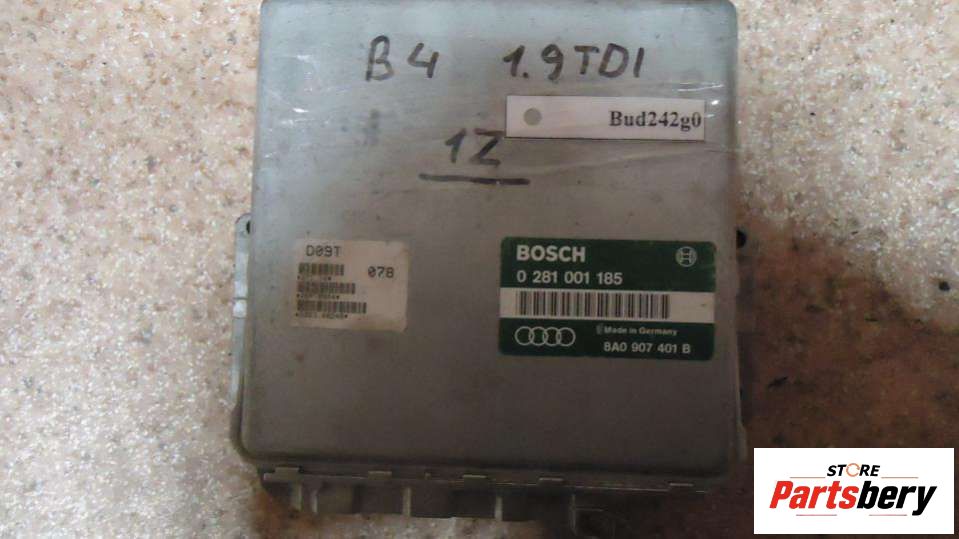 B4 1.9TDI
Bud242g0
1Z
D09T
078
BOSCH
0 281 001 185
Made in Germany
8A0 907 401 B
STORE
Partsbery